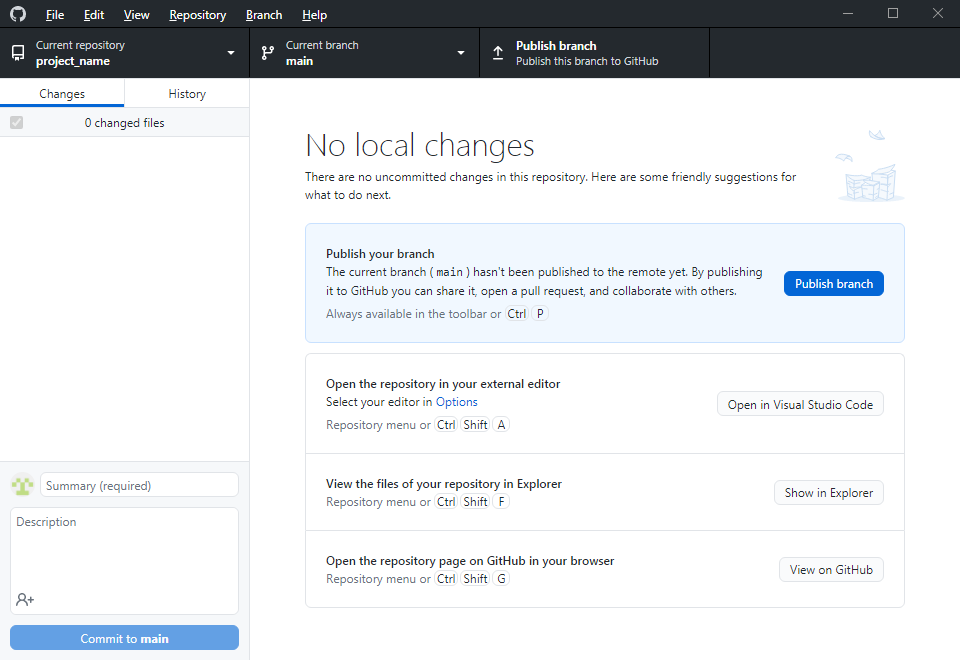 File Edit View Repository Branch Help
Current repository
project_name
Current branch
main
Publish branch
Publish this branch to GitHub
Changes
History
0 changed files
No local changes
There are no uncommitted changes in this repository. Here are some friendly suggestions for
what to do next.
Publish your branch
The current branch ( main ) hasn't been published to the remote yet. By publishing
it to GitHub you can share it, open a pull request, and collaborate with others.
Always available in the toolbar or Ctrl P
Publish branch
Open the repository in your external editor
Select your editor in Options
Repository menu or Ctrl Shift A
Open in Visual Studio Code
View the files of your repository in Explorer
Repository menu or Ctrl Shift F
Show in Explorer
Open the repository page on GitHub in your browser
Repository menu or Ctrl Shift G
View on GitHub
Summary (required)
Description
Commit to main